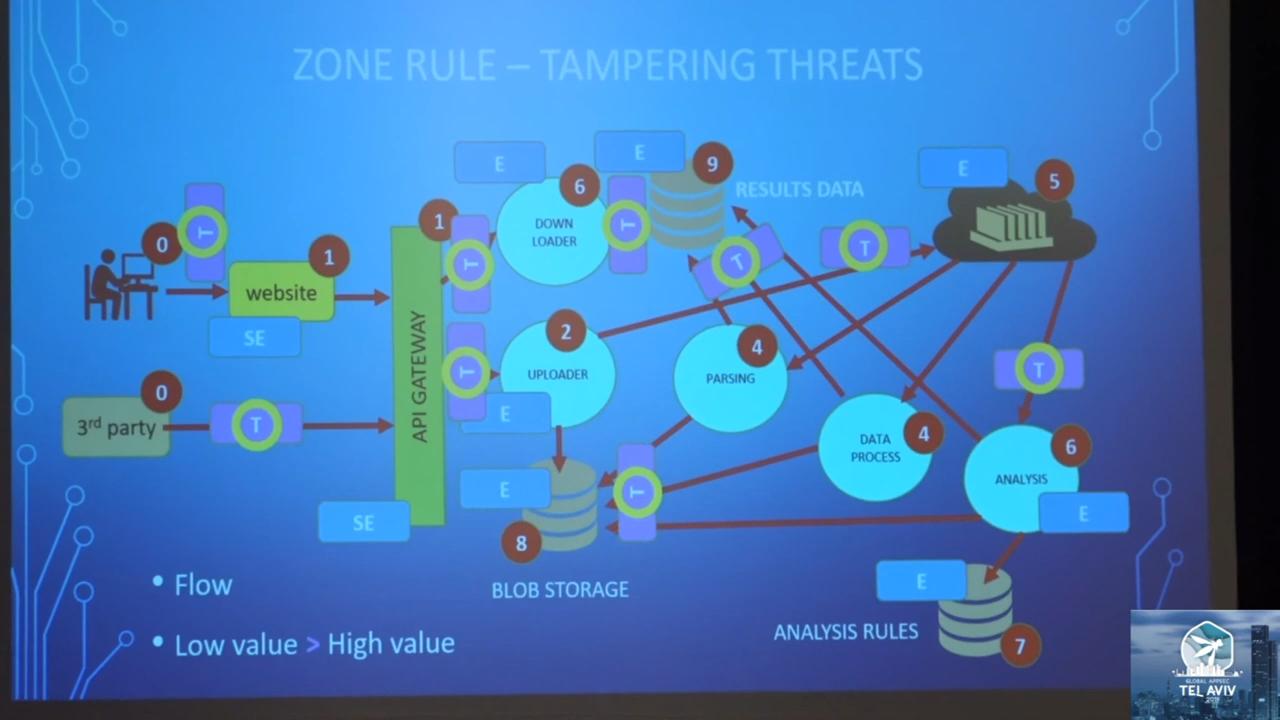 ZONE RULE – TAMPERING THREATS
E
E
9
E
5
6
RESULTS DATA
T
0
1
T
DOWN
LOADER
T
T
T
1
T
website
SE
API GATEWAY
2
4
T
UPLOADER
PARSING
T
0
3rd party
T
E
4
DATA
PROCESS
6
ANALYSIS
E
T
E
SE
8
E
BLOB STORAGE
ANALYSIS RULES
7
• Flow
• Low value > High value
GLOBAL APPSEC
TEL AVIV